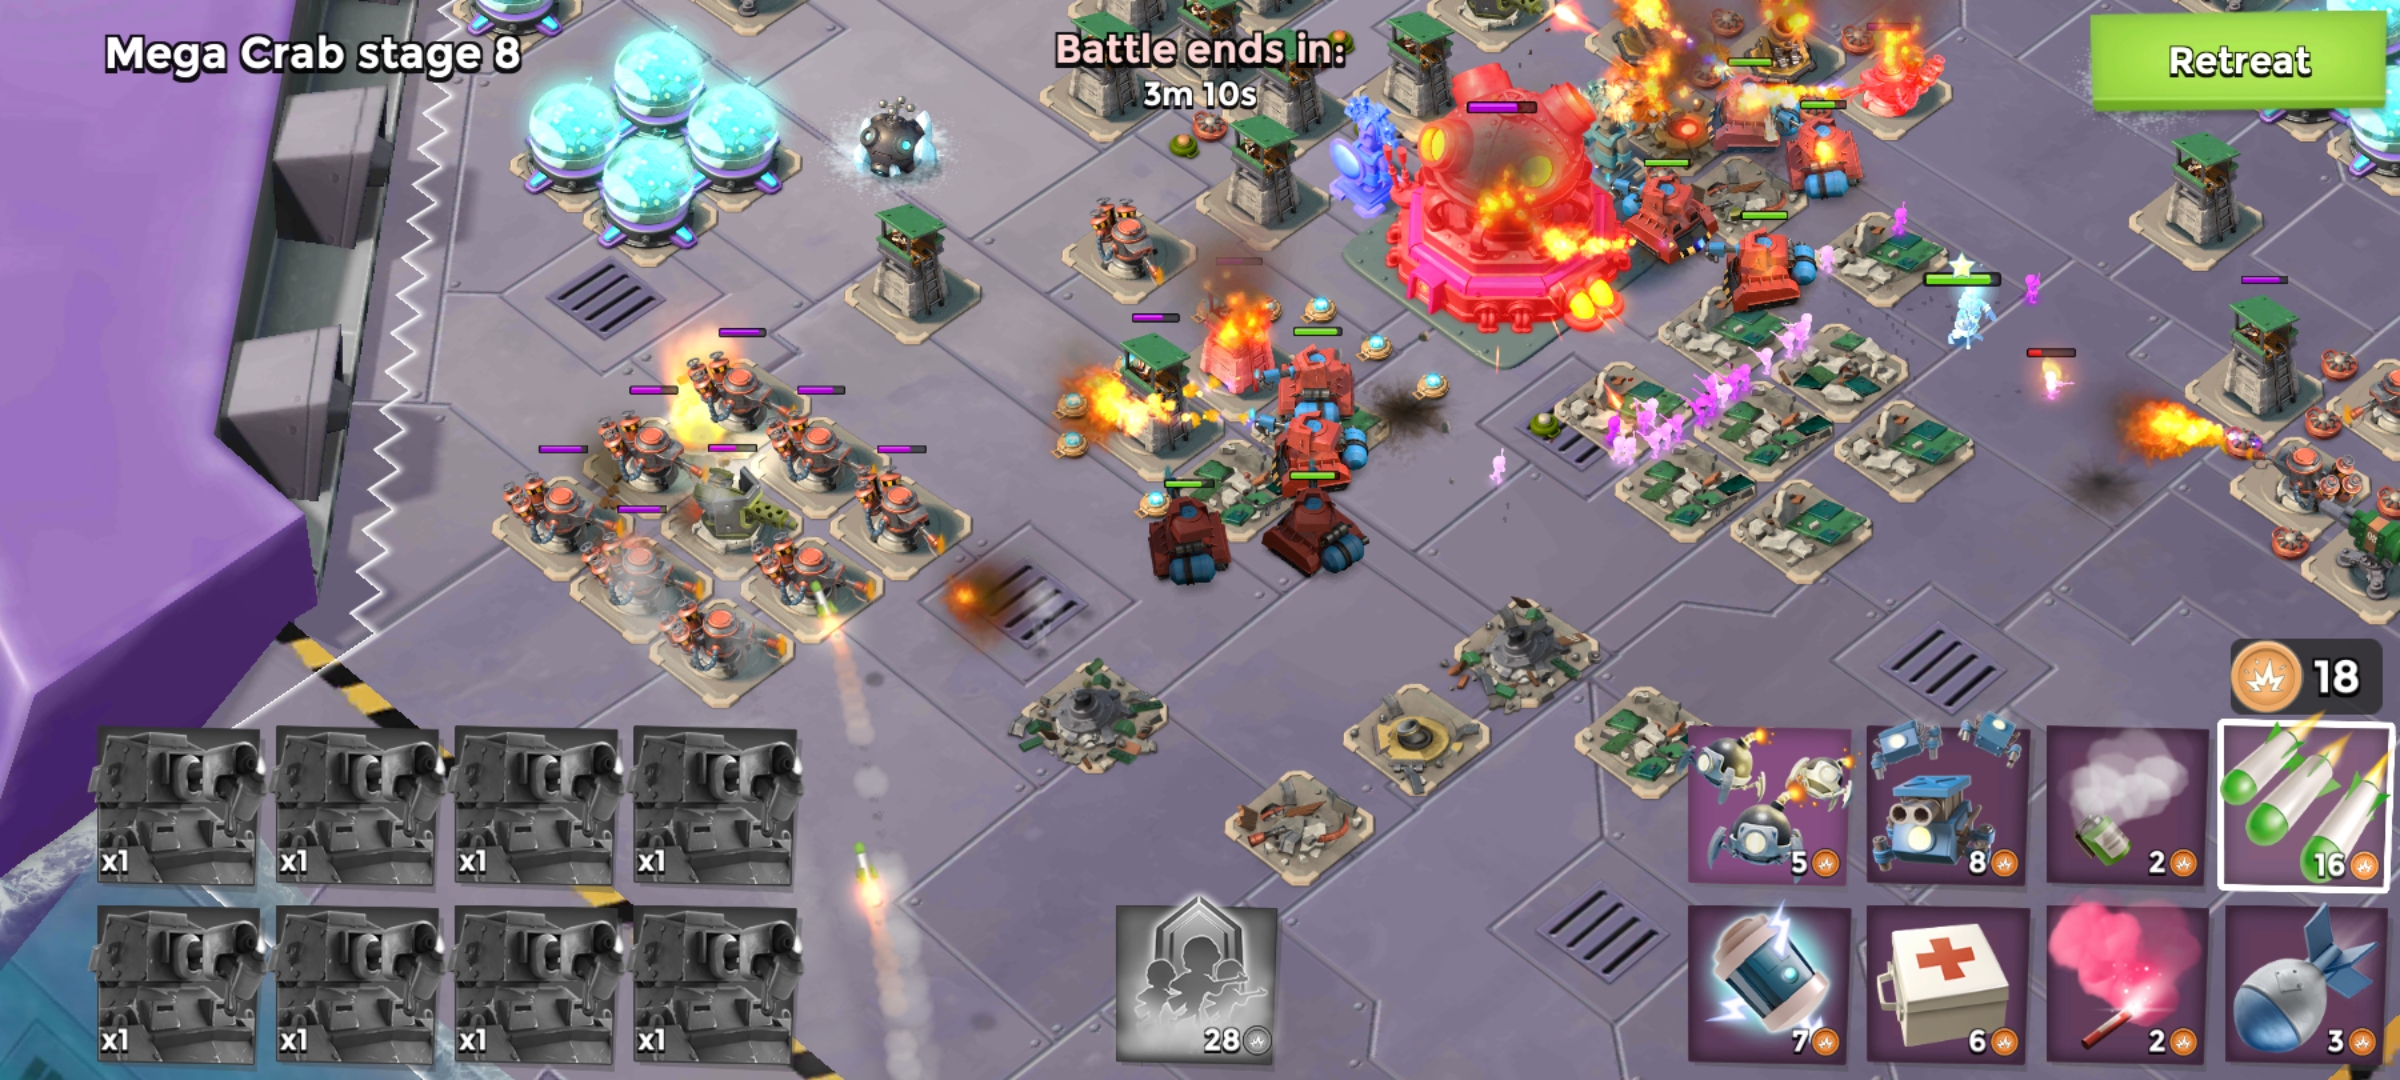 Mega Crab stage 8
Battle ends in:
3m 10s
Retreat
18
x1 x1 x1 x1
5 8 2 16
x1 x1 x1 x1
28
7 6 2 3